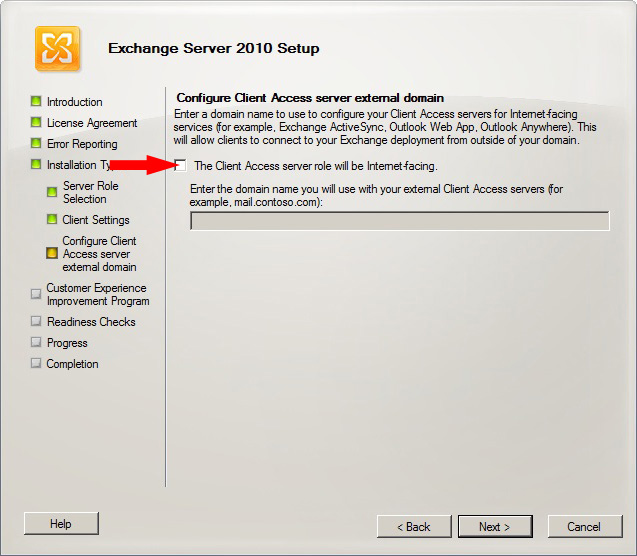 Exchange Server 2010 Setup
Introduction
License Agreement
Error Reporting
Installation Ty
Server Role
Selection
Client Settings
Configure Client
Access server
external domain
Customer Experience
Improvement Program
Readiness Checks
Progress
Completion
Configure Client Access server external domain
Enter a domain name to use to configure your Client Access servers for Internet-facing
services (for example, Exchange ActiveSync, Outlook Web App, Outlook Anywhere). This
will allow clients to connect to your Exchange deployment from outside of your domain.
The Client Access server role will be Internet-facing.
Enter the domain name you will use with your external Client Access servers (for
example, mail.contoso.com):
Help
< Back
Next >
Cancel